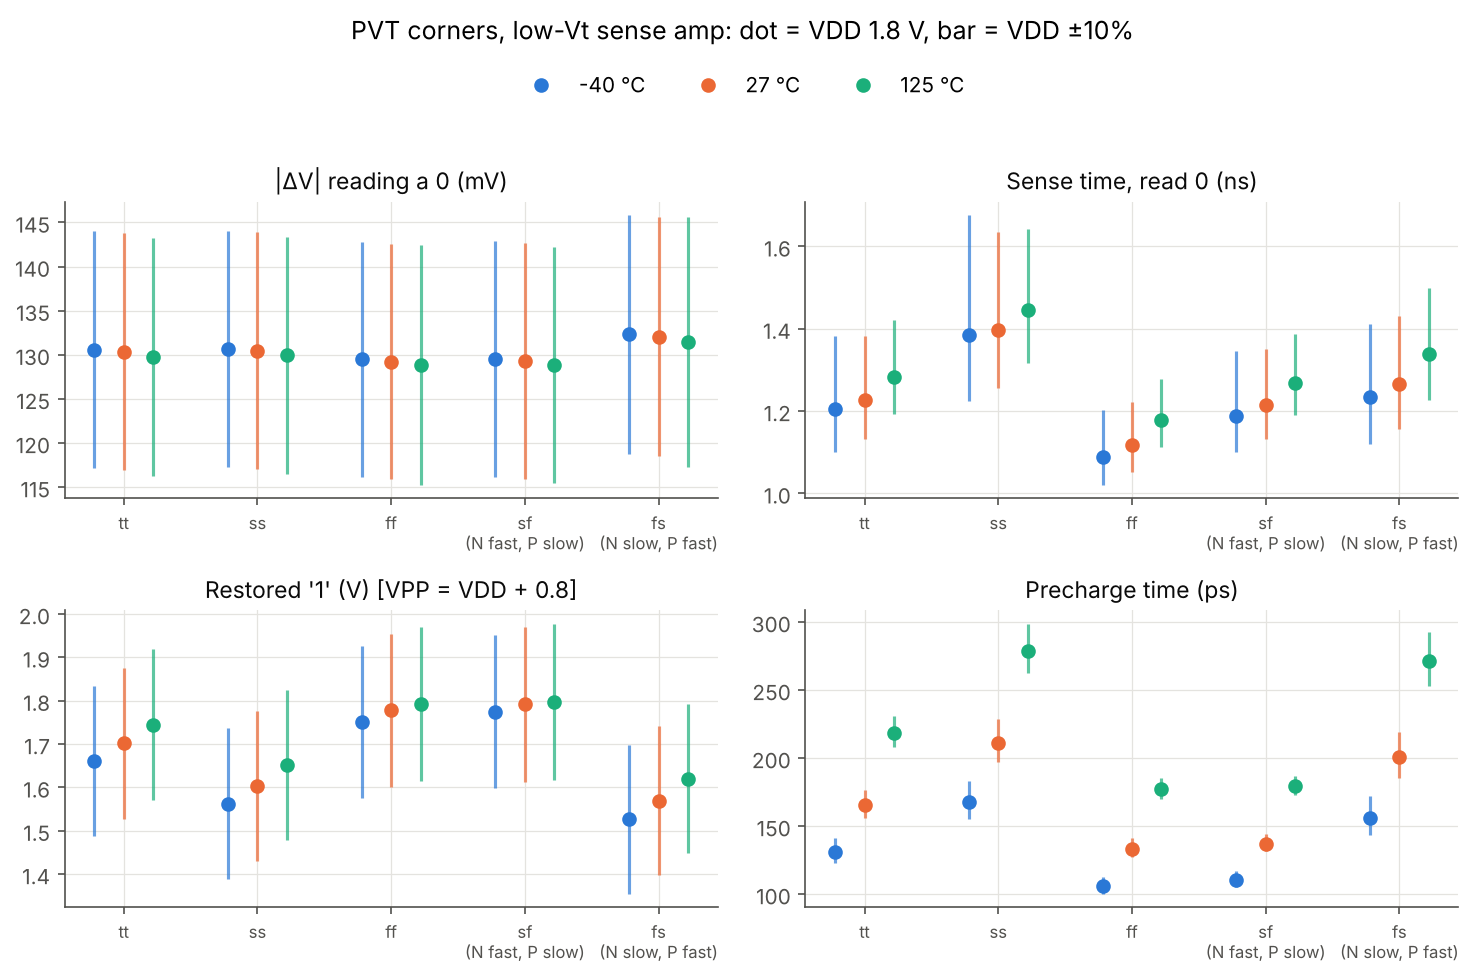 PVT corners, low-Vt sense amp: dot = VDD 1.8 V, bar = VDD ±10%
-40 °C 27 °C 125 °C
|ΔV| reading a 0 (mV)
145
140
135
130
125
120
115
tt ss ff sf fs
(N fast, P slow) (N slow, P fast)
Sense time, read 0 (ns)
1.6
1.4
1.2
1.0
tt ss ff sf fs
(N fast, P slow) (N slow, P fast)
Restored '1' (V) [VPP = VDD + 0.8]
2.0
1.9
1.8
1.7
1.6
1.5
1.4
tt ss ff sf fs
(N fast, P slow) (N slow, P fast)
Precharge time (ps)
300
250
200
150
100
tt ss ff sf fs
(N fast, P slow) (N slow, P fast)